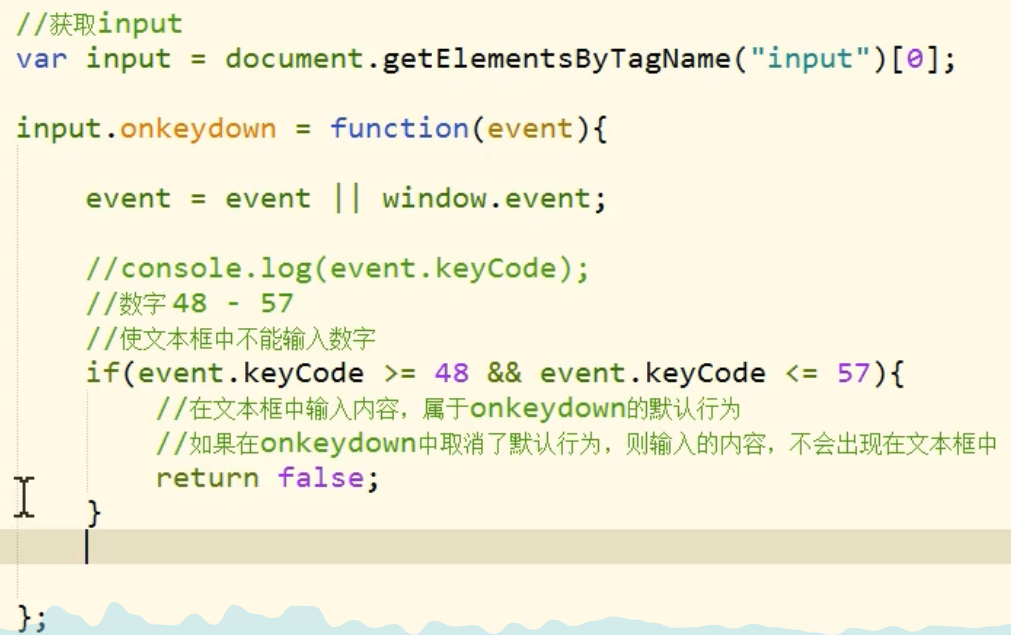 //获取input
var input = document.getElementsByTagName("input")[0];
input.onkeydown = function(event){
event = event || window.event;
//console.log(event.keyCode);
//数字 48 - 57
//使文本框中不能输入数字
if(event.keyCode >= 48 && event.keyCode <= 57){
//在文本框中输入内容，属于onkeydown的默认行为
//如果在onkeydown中取消了默认行为，则输入的内容，不会出现在文本框中
return false;
}
};